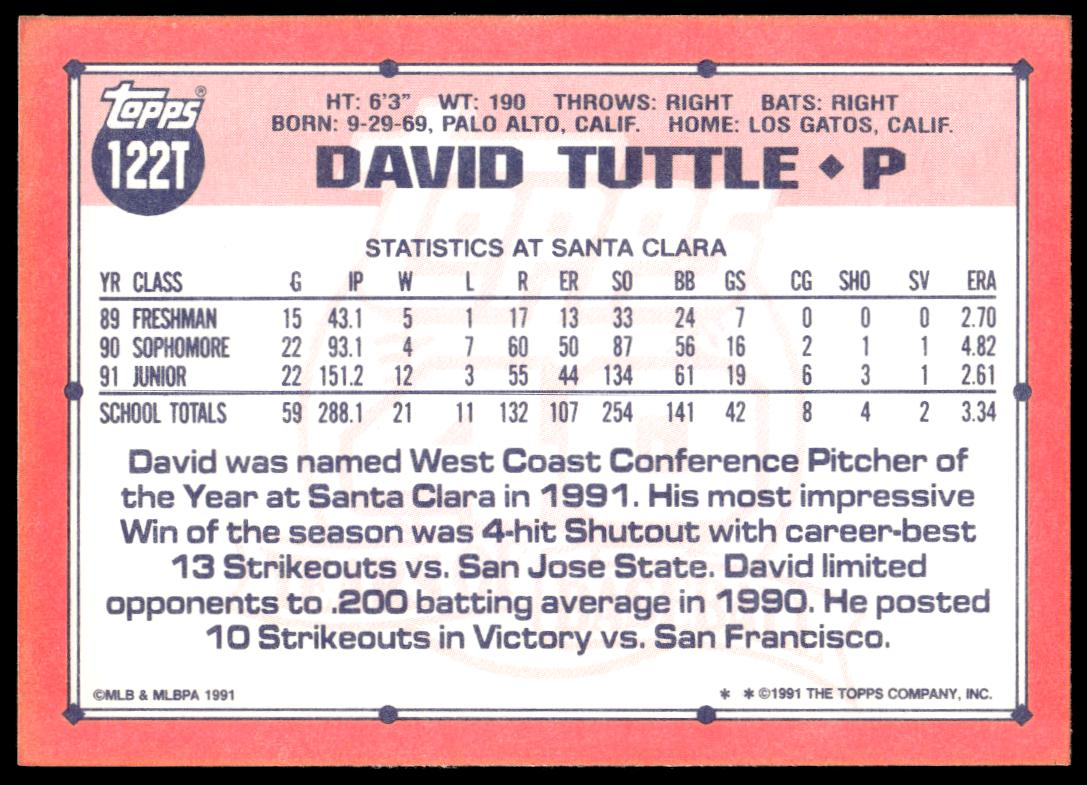 topps®
122T
HT: 6'3" WT: 190 THROWS: RIGHT BATS: RIGHT
BORN: 9-29-69, PALO ALTO, CALIF. HOME: LOS GATOS, CALIF.
DAVID TUTTLE ◆ P
STATISTICS AT SANTA CLARA
YR CLASS G IP W L R ER SO BB GS CG SHO SV ERA
89 FRESHMAN 15 43.1 5 1 17 13 33 24 7 0 0 0 2.70
90 SOPHOMORE 22 93.1 4 7 60 50 87 56 16 2 1 1 4.82
91 JUNIOR 22 151.2 12 3 55 44 134 61 19 6 3 1 2.61
SCHOOL TOTALS 59 288.1 21 11 132 107 254 141 42 8 4 2 3.34
David was named West Coast Conference Pitcher of
the Year at Santa Clara in 1991. His most impressive
Win of the season was 4-hit Shutout with career-best
13 Strikeouts vs. San Jose State. David limited
opponents to .200 batting average in 1990. He posted
10 Strikeouts in Victory vs. San Francisco.
©MLB & MLBPA 1991
* * ©1991 THE TOPPS COMPANY, INC.